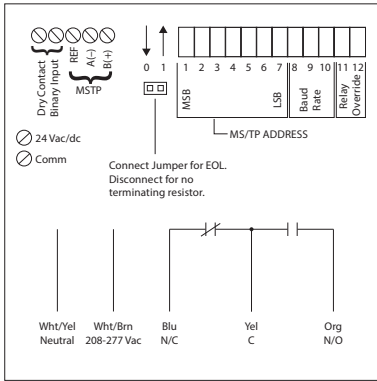 Dry Contact
Binary Input
REF
A(-)
B(+)
MSTP
0 1
1 2 3 4 5 6 7 8 9 10 11 12
MSB
LSB
Baud
Rate
Relay
Override
MS/TP ADDRESS
24 Vac/dc
Comm
Connect Jumper for EOL.
Disconnect for no
terminating resistor.
Wht/Yel
Neutral
Wht/Brn
208-277 Vac
Blu
N/C
Yel
C
Org
N/O